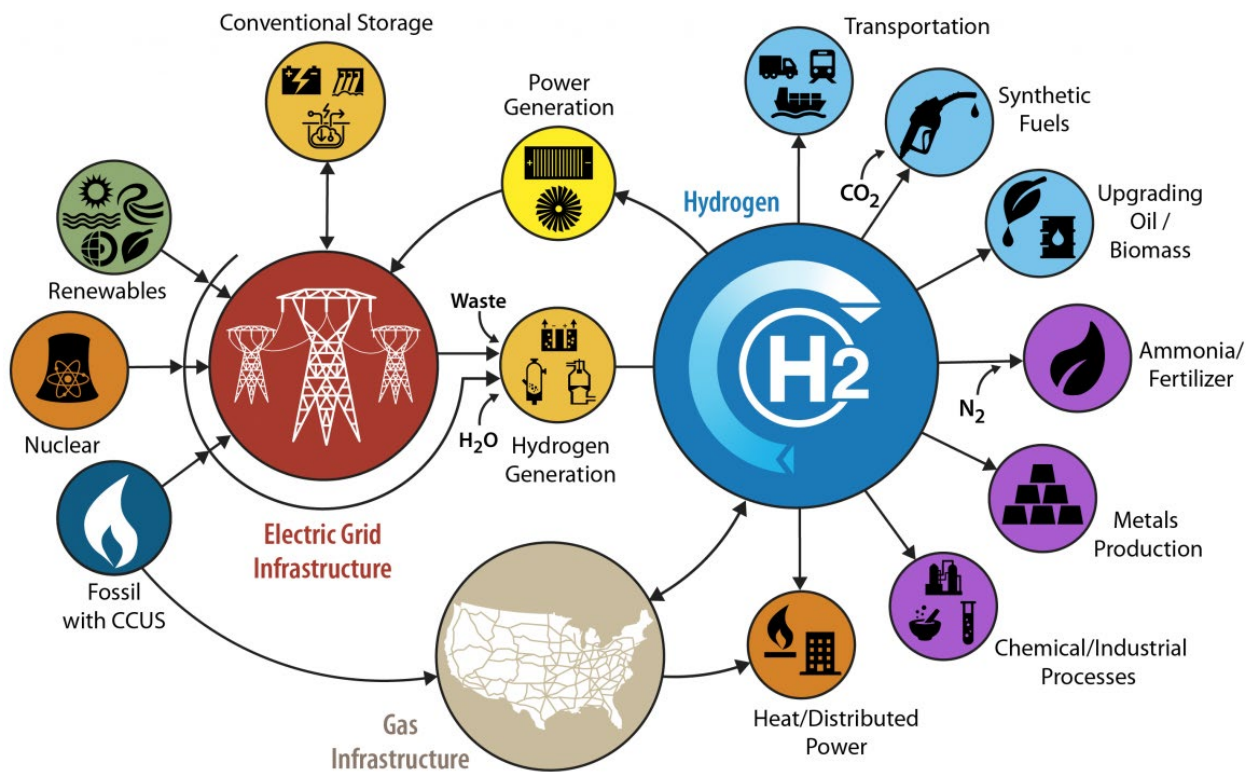 Conventional Storage
Transportation
Power
Generation
Synthetic
Fuels
CO₂
Hydrogen
Upgrading
Oil /
Biomass
Renewables
Waste
H2
Ammonia/
Fertilizer
N₂
Nuclear
H₂O
Hydrogen
Generation
Electric Grid
Infrastructure
Metals
Production
Fossil
with CCUS
Chemical/Industrial
Processes
Gas
Infrastructure
Heat/Distributed
Power